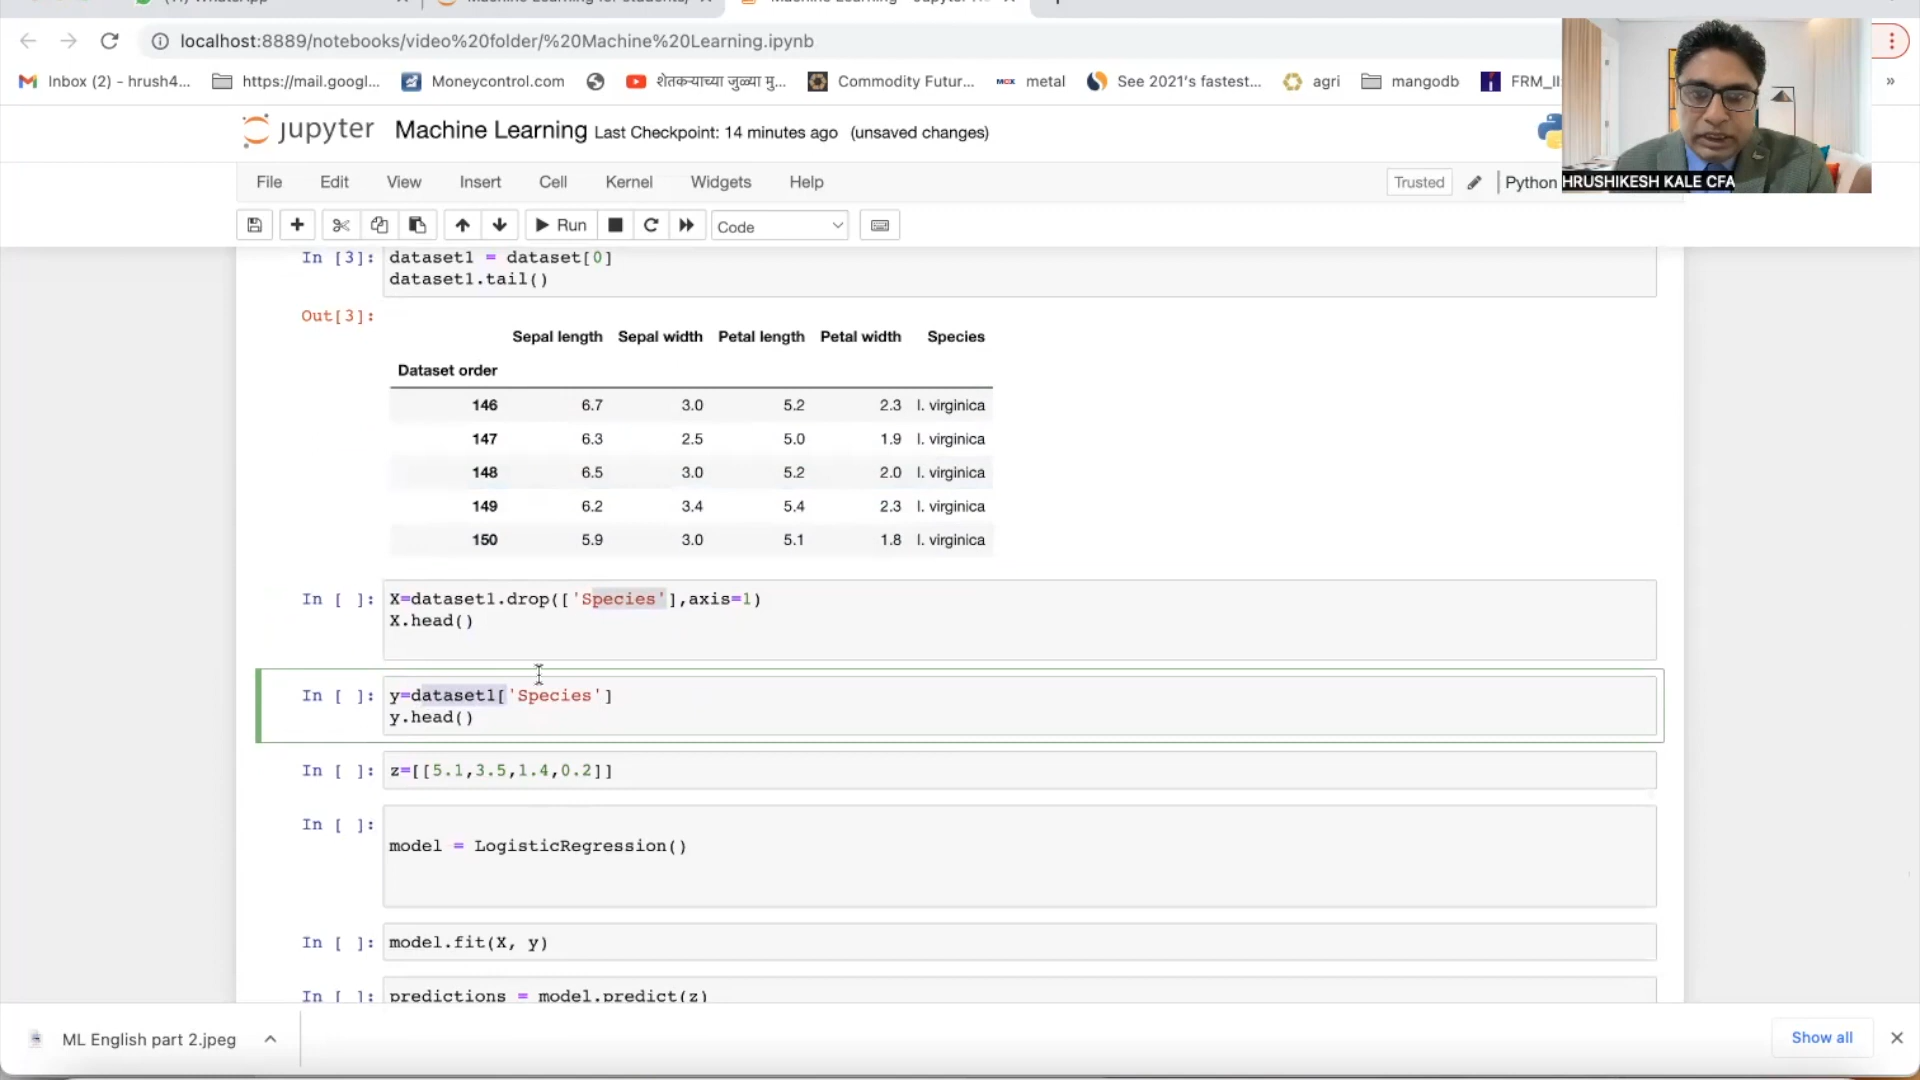 localhost:8889/notebooks/video%20folder/%20Machine%20Learning.ipynb
Inbox (2) - hrush4... https://mail.googl... Moneycontrol.com शेतकऱ्याच्या जुळ्या मु... Commodity Futur... MCX metal See 2021's fastest... agri mangodb FRM_II »
jupyter Machine Learning Last Checkpoint: 14 minutes ago (unsaved changes)
File Edit View Insert Cell Kernel Widgets Help Trusted Python
HRUSHIKESH KALE CFA
Run Code
In [3]: dataset1 = dataset[0]
dataset1.tail()
Out[3]:
Sepal length Sepal width Petal length Petal width Species
Dataset order
146 6.7 3.0 5.2 2.3 I. virginica
147 6.3 2.5 5.0 1.9 I. virginica
148 6.5 3.0 5.2 2.0 I. virginica
149 6.2 3.4 5.4 2.3 I. virginica
150 5.9 3.0 5.1 1.8 I. virginica
In [ ]: X=dataset1.drop(['Species'],axis=1)
X.head()
In [ ]: y=dataset1['Species']
y.head()
In [ ]: z=[[5.1,3.5,1.4,0.2]]
In [ ]:
model = LogisticRegression()
In [ ]: model.fit(X, y)
In [ ]: predictions = model.predict(z)
ML English part 2.jpeg Show all